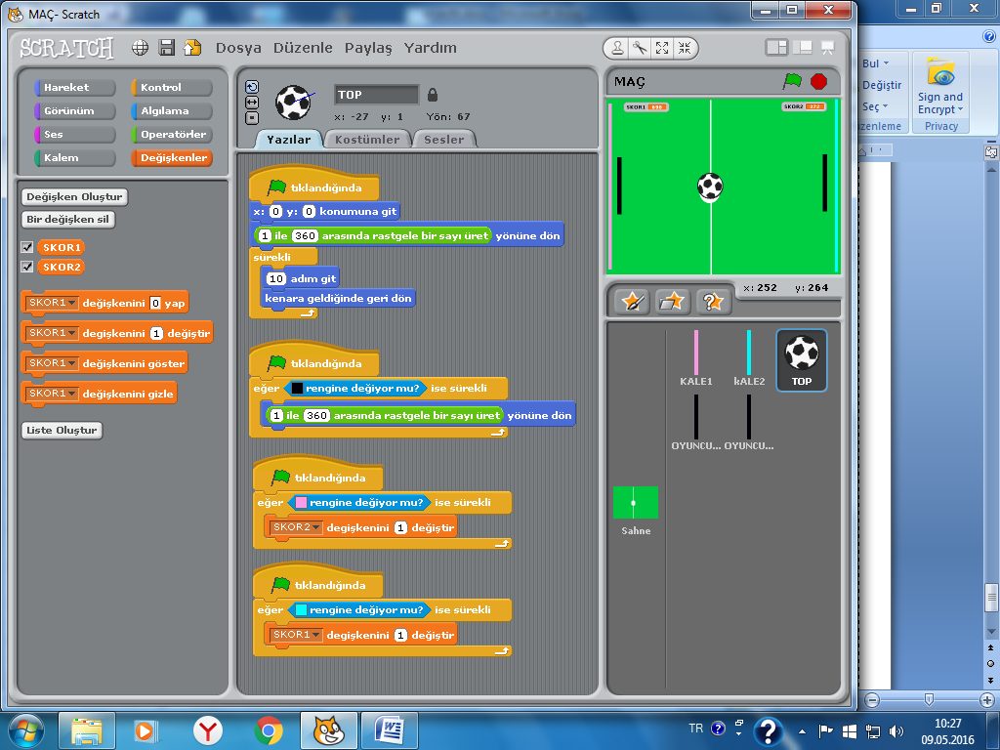 MAÇ- Scratch
SCRATCH
Dosya Düzenle Paylaş Yardım
Hareket
Kontrol
Görünüm
Algılama
Ses
Operatörler
Kalem
Değişkenler
Değişken Oluştur
Bir değişken sil
SKOR1
SKOR2
SKOR1 değişkenini 0 yap
SKOR1 değişkenini 1 değiştir
SKOR1 değişkenini göster
SKOR1 değişkenini gizle
Liste Oluştur
TOP
x: -27 y: 1 Yön: 67
Yazılar
Kostümler
Sesler
tıklandığında
x: 0 y: 0 konumuna git
1 ile 360 arasında rastgele bir sayı üret yönüne dön
sürekli
10 adım git
kenara geldiğinde geri dön
tıklandığında
eğer rengine değiyor mu? ise sürekli
1 ile 360 arasında rastgele bir sayı üret yönüne dön
tıklandığında
eğer rengine değiyor mu? ise sürekli
SKOR2 degişkenini 1 değiştir
tıklandığında
eğer rengine değiyor mu? ise sürekli
SKOR1 degişkenini 1 değiştir
MAÇ
SKOR1
SKOR2
x: 252 y: 264
KALE1
kALE2
TOP
OYUNCU...
OYUNCU...
Sahne
Bul
Değiştir
Seç
zenleme
Sign and
Encrypt
Privacy
TR
10:27
09.05.2016